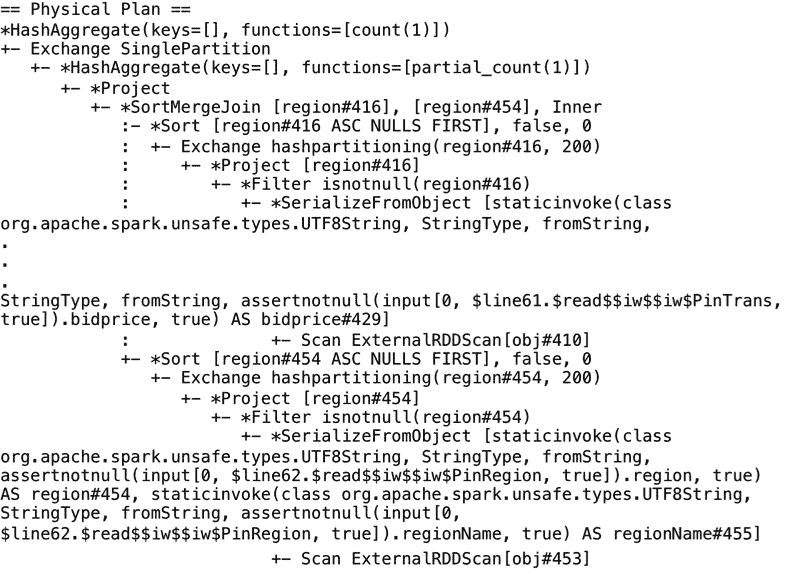 == Physical Plan ==
*HashAggregate(keys=[], functions=[count(1)])
+- Exchange SinglePartition
   +- *HashAggregate(keys=[], functions=[partial_count(1)])
      +- *Project
         +- *SortMergeJoin [region#416], [region#454], Inner
            :- *Sort [region#416 ASC NULLS FIRST], false, 0
            :  +- Exchange hashpartitioning(region#416, 200)
            :     +- *Project [region#416]
            :        +- *Filter isnotnull(region#416)
            :           +- *SerializeFromObject [staticinvoke(class
org.apache.spark.unsafe.types.UTF8String, StringType, fromString,
.
.
.
StringType, fromString, assertnotnull(input[0, $line61.$read$$iw$$iw$PinTrans,
true]).bidprice, true) AS bidprice#429]
            :              +- Scan ExternalRDDScan[obj#410]
            +- *Sort [region#454 ASC NULLS FIRST], false, 0
               +- Exchange hashpartitioning(region#454, 200)
                  +- *Project [region#454]
                     +- *Filter isnotnull(region#454)
                        +- *SerializeFromObject [staticinvoke(class
org.apache.spark.unsafe.types.UTF8String, StringType, fromString,
assertnotnull(input[0, $line62.$read$$iw$$iw$PinRegion, true]).region, true)
AS region#454, staticinvoke(class org.apache.spark.unsafe.types.UTF8String,
StringType, fromString, assertnotnull(input[0,
$line62.$read$$iw$$iw$PinRegion, true]).regionName, true) AS regionName#455]
                           +- Scan ExternalRDDScan[obj#453]